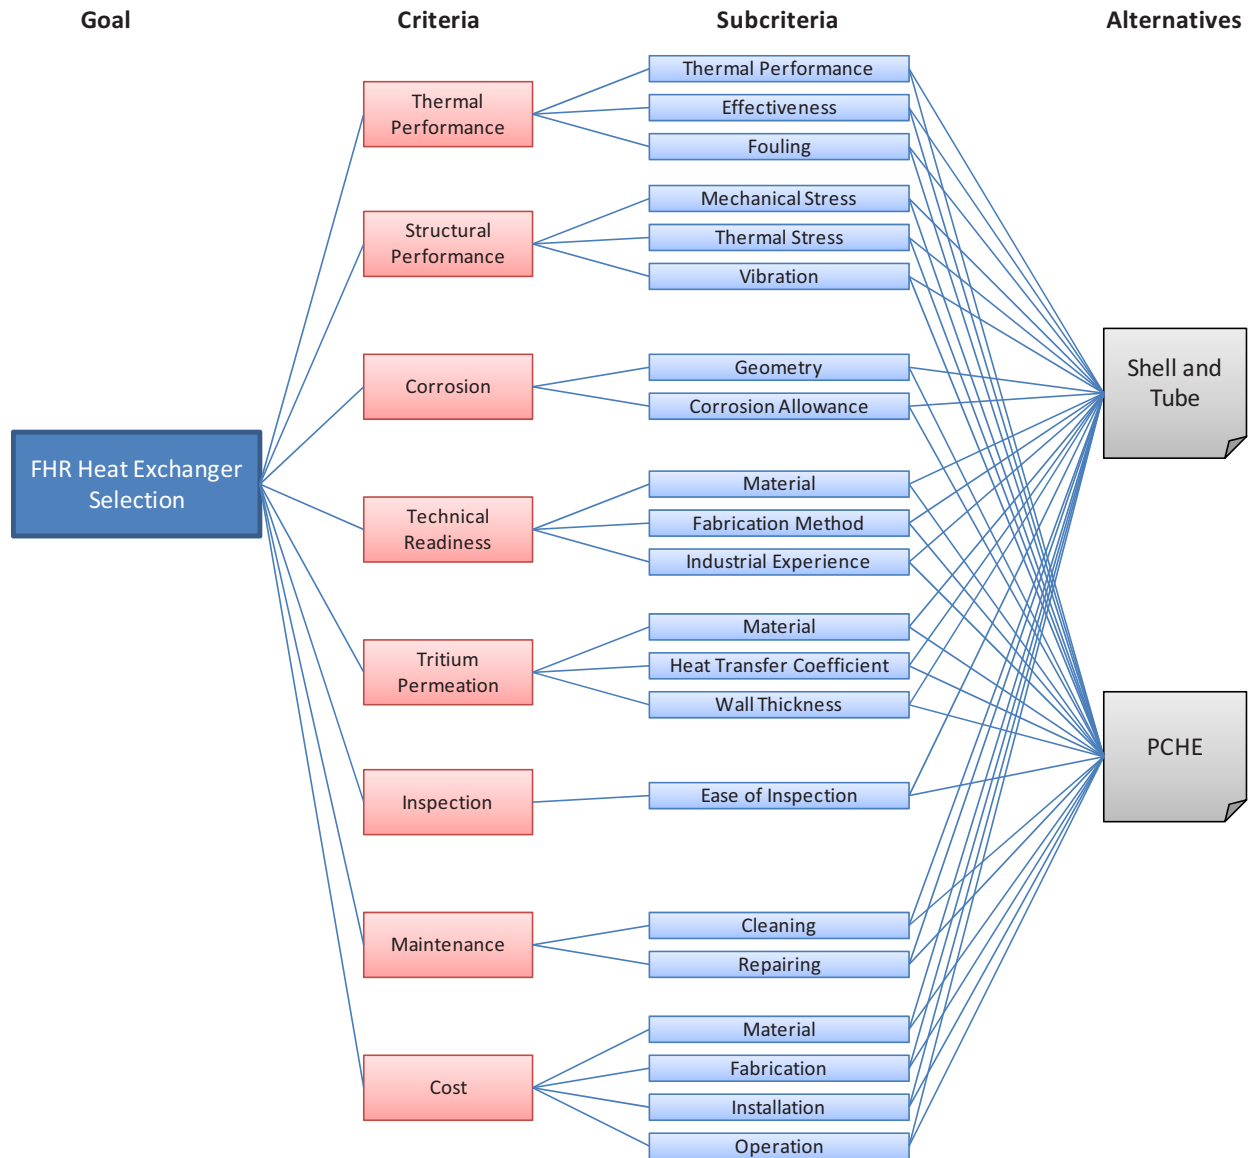 Goal
Criteria
Subcriteria
Alternatives
FHR Heat Exchanger
Selection
Thermal
Performance
Structural
Performance
Corrosion
Technical
Readiness
Tritium
Permeation
Inspection
Maintenance
Cost
Thermal Performance
Effectiveness
Fouling
Mechanical Stress
Thermal Stress
Vibration
Geometry
Corrosion Allowance
Material
Fabrication Method
Industrial Experience
Material
Heat Transfer Coefficient
Wall Thickness
Ease of Inspection
Cleaning
Repairing
Material
Fabrication
Installation
Operation
Shell and
Tube
PCHE